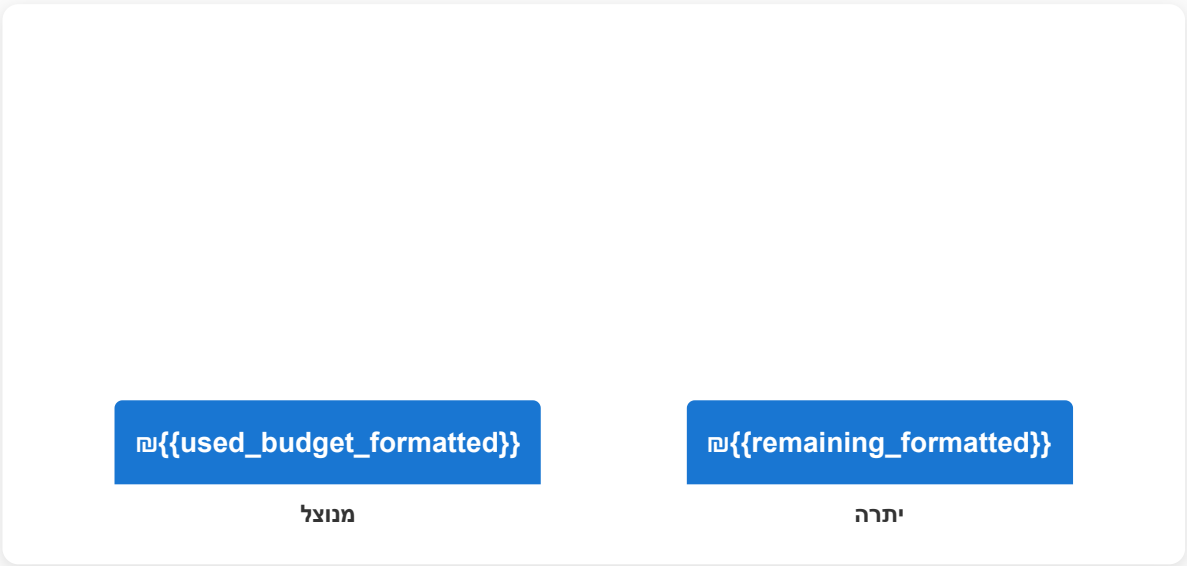 ₪{{remaining_formatted}}
יתרה
₪{{used_budget_formatted}}
מנוצל